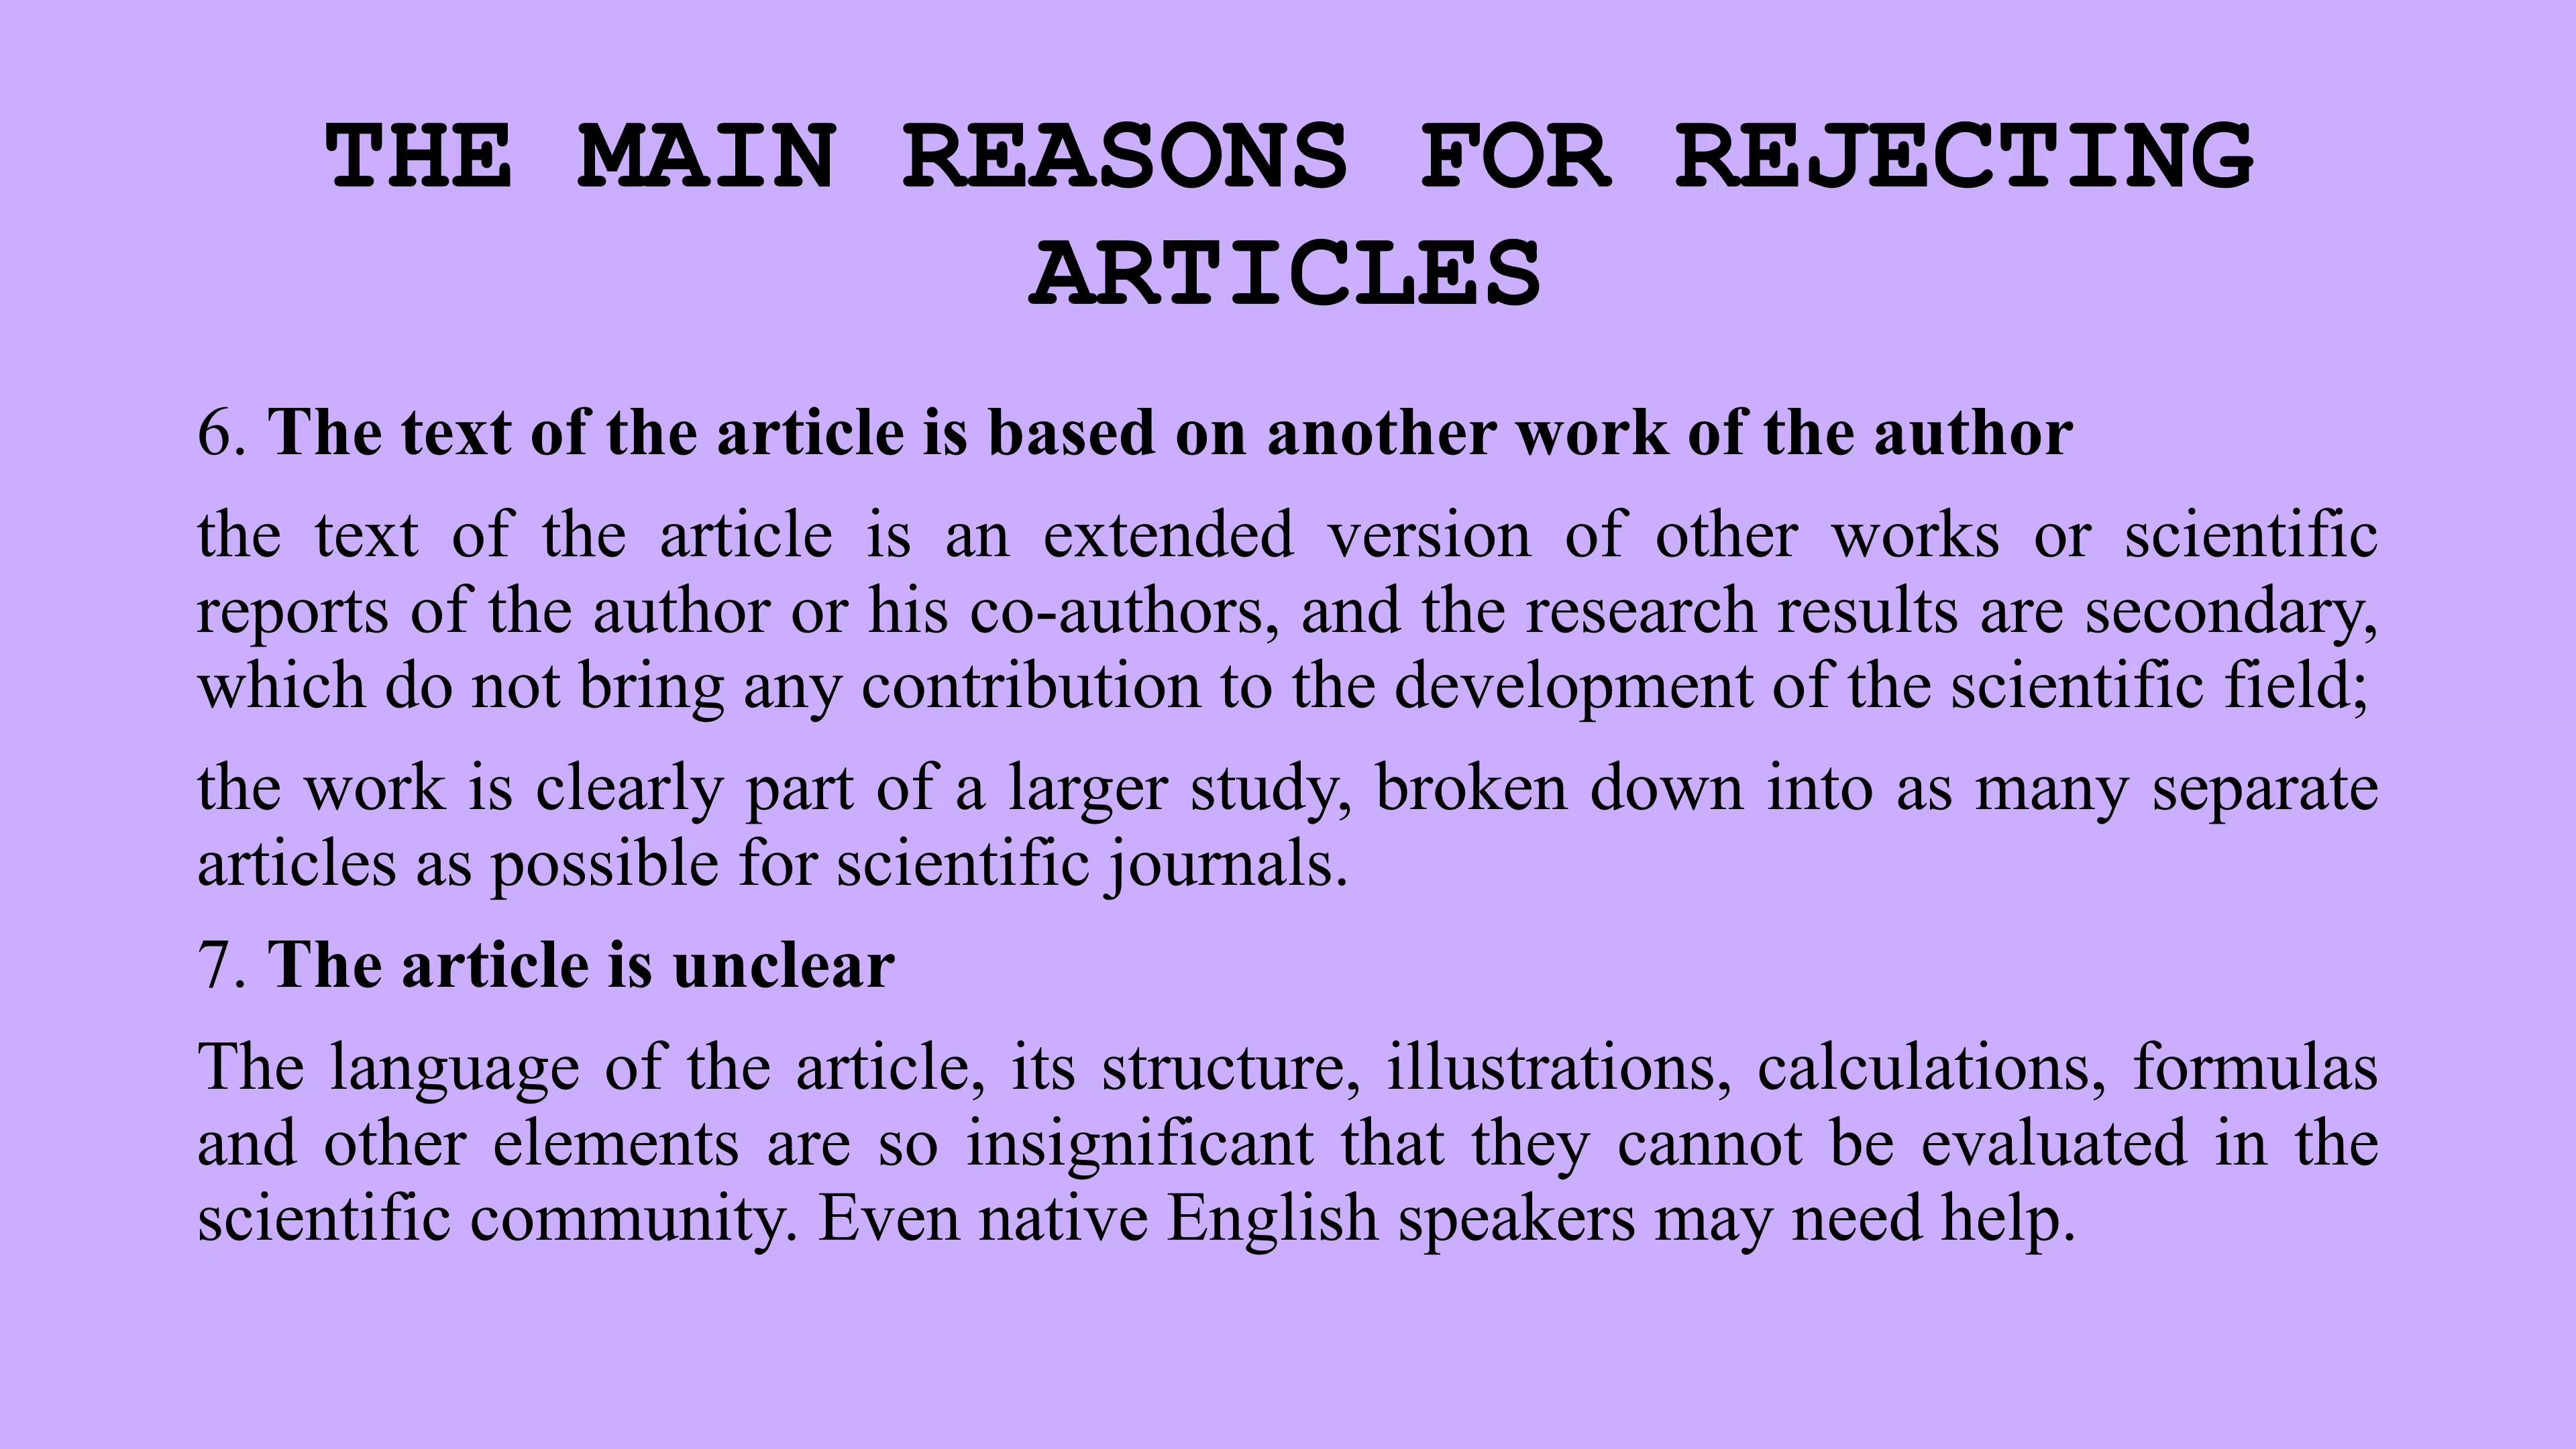 THE MAIN REASONS FOR REJECTING
ARTICLES
6. The text of the article is based on another work of the author
the text of the article is an extended version of other works or scientific
reports of the author or his co-authors, and the research results are secondary,
which do not bring any contribution to the development of the scientific field;
the work is clearly part of a larger study, broken down into as many separate
articles as possible for scientific journals.
7. The article is unclear
The language of the article, its structure, illustrations, calculations, formulas
and other elements are so insignificant that they cannot be evaluated in the
scientific community. Even native English speakers may need help.